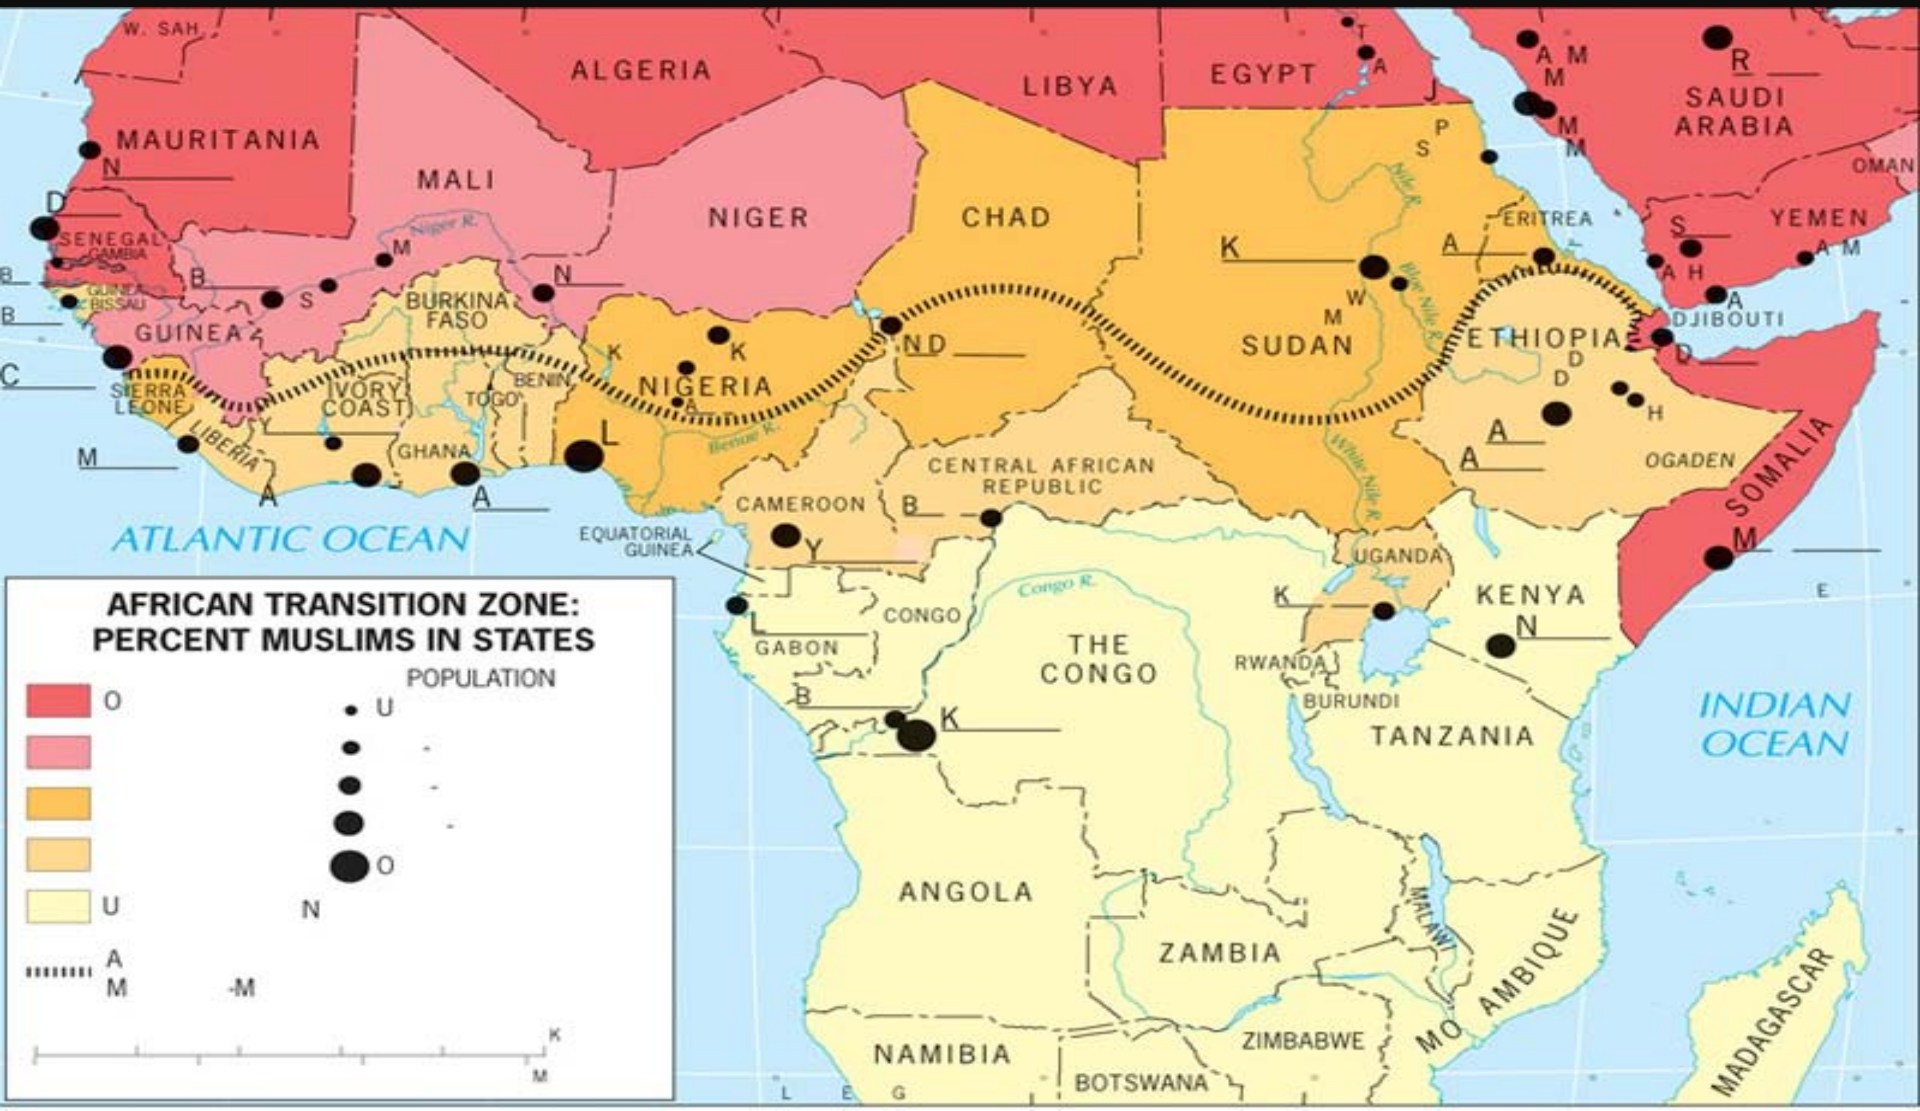 W. SAH.
ALGERIA
LIBYA
EGYPT
T
A
A M
M
R
SAUDI
ARABIA
J
MAURITANIA
N
MALI
NIGER
CHAD
P
S
M
M
OMAN
D
SENEGAL
GAMBIA
Niger R.
Nile R.
ERITREA
S
YEMEN
A M
B
GUINEA
BISSAU
B
B
S
M
N
K
A
A H
A
GUINEA
BURKINA
FASO
W
M
Blue Nile R.
DJIBOUTI
D
C
SIERRA
LEONE
IVORY
COAST
Y
TOGO
BENIN
K
K
NIGERIA
A
N D
SUDAN
ETHIOPIA
D
D
H
M
LIBERIA
A
L
GHANA
A
L
Benue R.
CENTRAL AFRICAN
REPUBLIC
White Nile R.
A
A
OGADEN
SOMALIA
ATLANTIC OCEAN
EQUATORIAL
GUINEA
CAMEROON
Y
B
UGANDA
K
KENYA
N
M
E
L
GABON
CONGO
Congo R.
THE
CONGO
RWANDA
BURUNDI
TANZANIA
INDIAN
OCEAN
B
K
ANGOLA
ZAMBIA
MALAWI
MO AMBIQUE
MADAGASCAR
NAMIBIA
BOTSWANA
ZIMBABWE
L E G
AFRICAN TRANSITION ZONE:
PERCENT MUSLIMS IN STATES
POPULATION
O
U
O
U
N
A
M -M
K
M